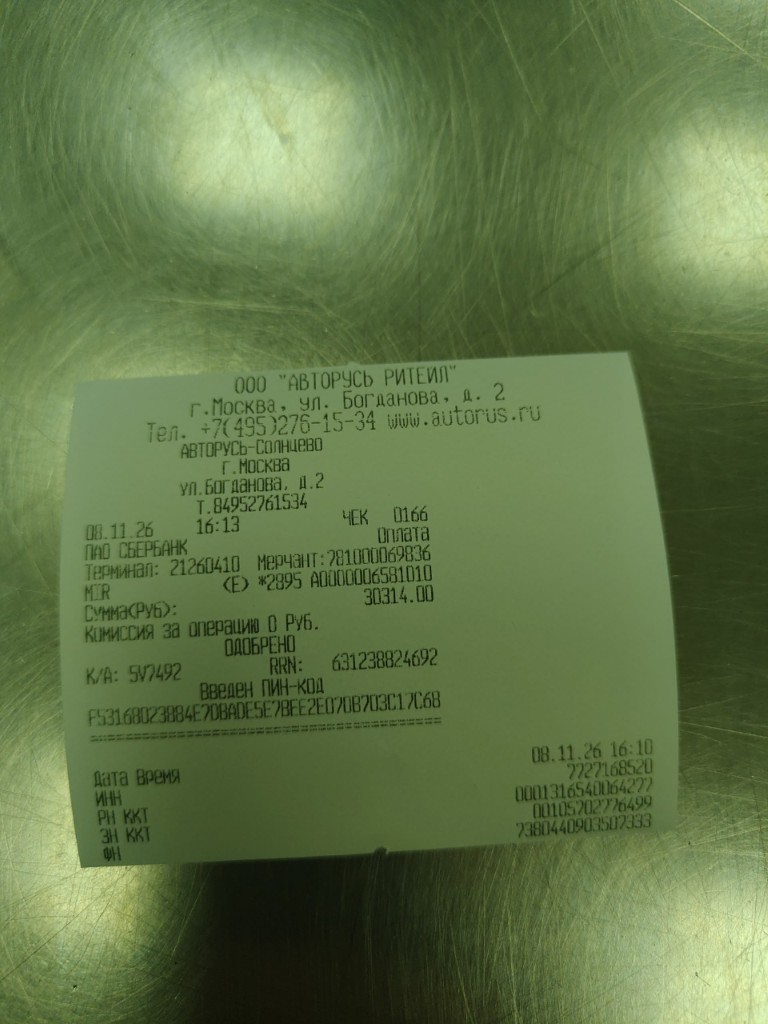 ООО "АВТОРУСЬ РИТЕЙЛ"
г.Москва, ул. Богданова, д. 2
Тел. +7(495)276-15-34 www.autorus.ru
АВТОРУСЬ-СОЛНЦЕВО
г.МОСКВА
УЛ.БОГДАНОВА, Д.2
Т.84952761534
08.11.26 16:13 ЧЕК 0166
ПАО СБЕРБАНК Оплата
Терминал: 21260410 Мерчант:781000069836
MIR (E) *2895 A0000006581010
Сумма(Руб): 30314.00
Комиссия за операцию 0 Руб.
ОДОБРЕНО
К/А: 5V7492 RRN: 631238824692
Введен ПИН-КОД
F5316B023884E70BADE5E7BEE2E070B703C17C68
========================================
Дата Время 08.11.26 16:10
ИНН 7727168520
РН ККТ 0001316540064277
ЗН ККТ 00105702776499
ФН 7380440903507333